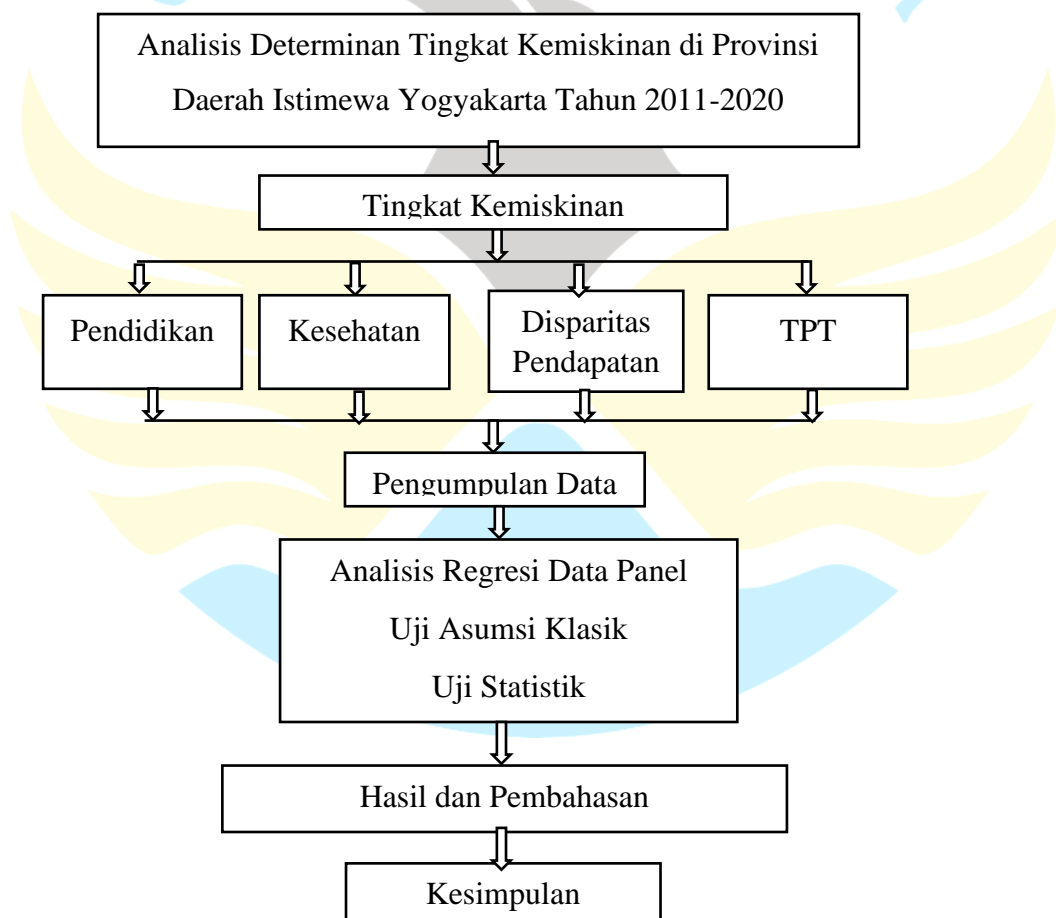 Analisis Determinan Tingkat Kemiskinan di Provinsi
Daerah Istimewa Yogyakarta Tahun 2011-2020
Tingkat Kemiskinan
Pendidikan
Kesehatan
Disparitas
Pendapatan
TPT
Pengumpulan Data
Analisis Regresi Data Panel
Uji Asumsi Klasik
Uji Statistik
Hasil dan Pembahasan
Kesimpulan